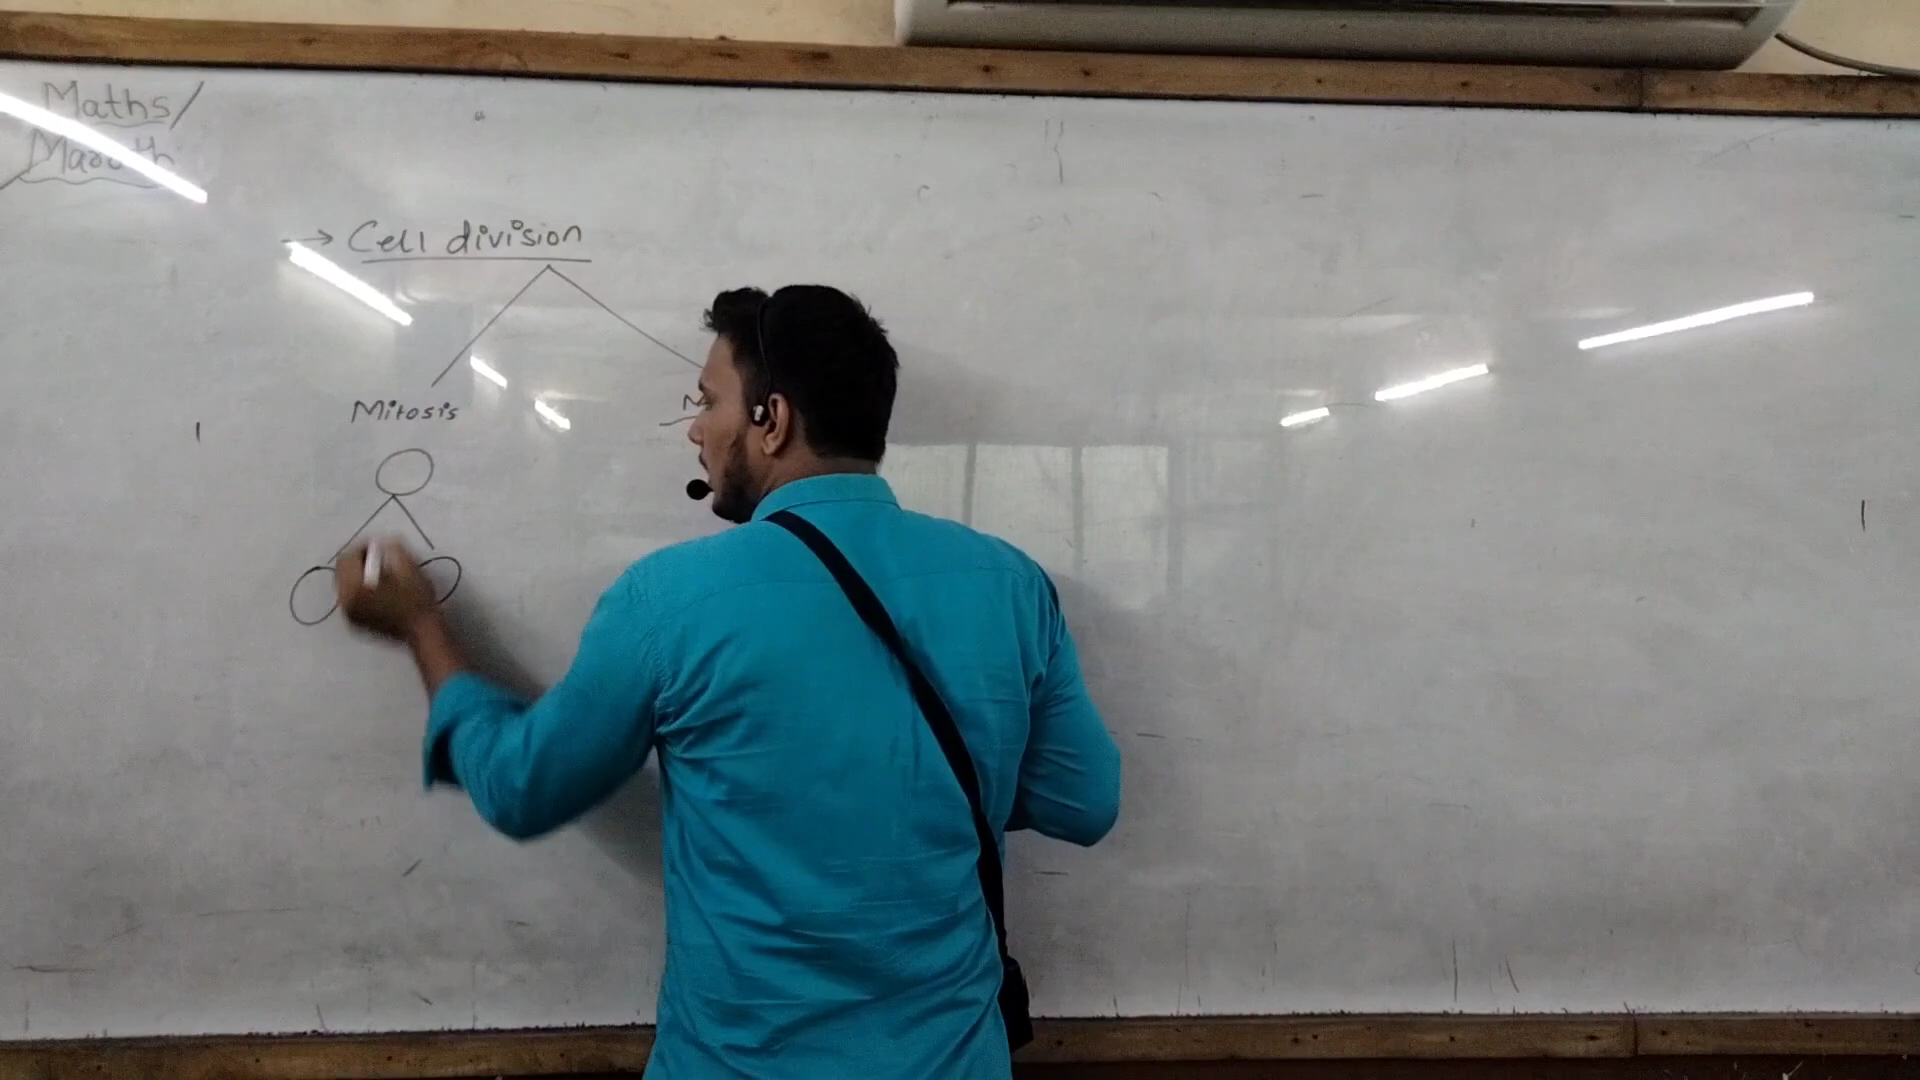 Maths/
→ Cell division
Mitosis